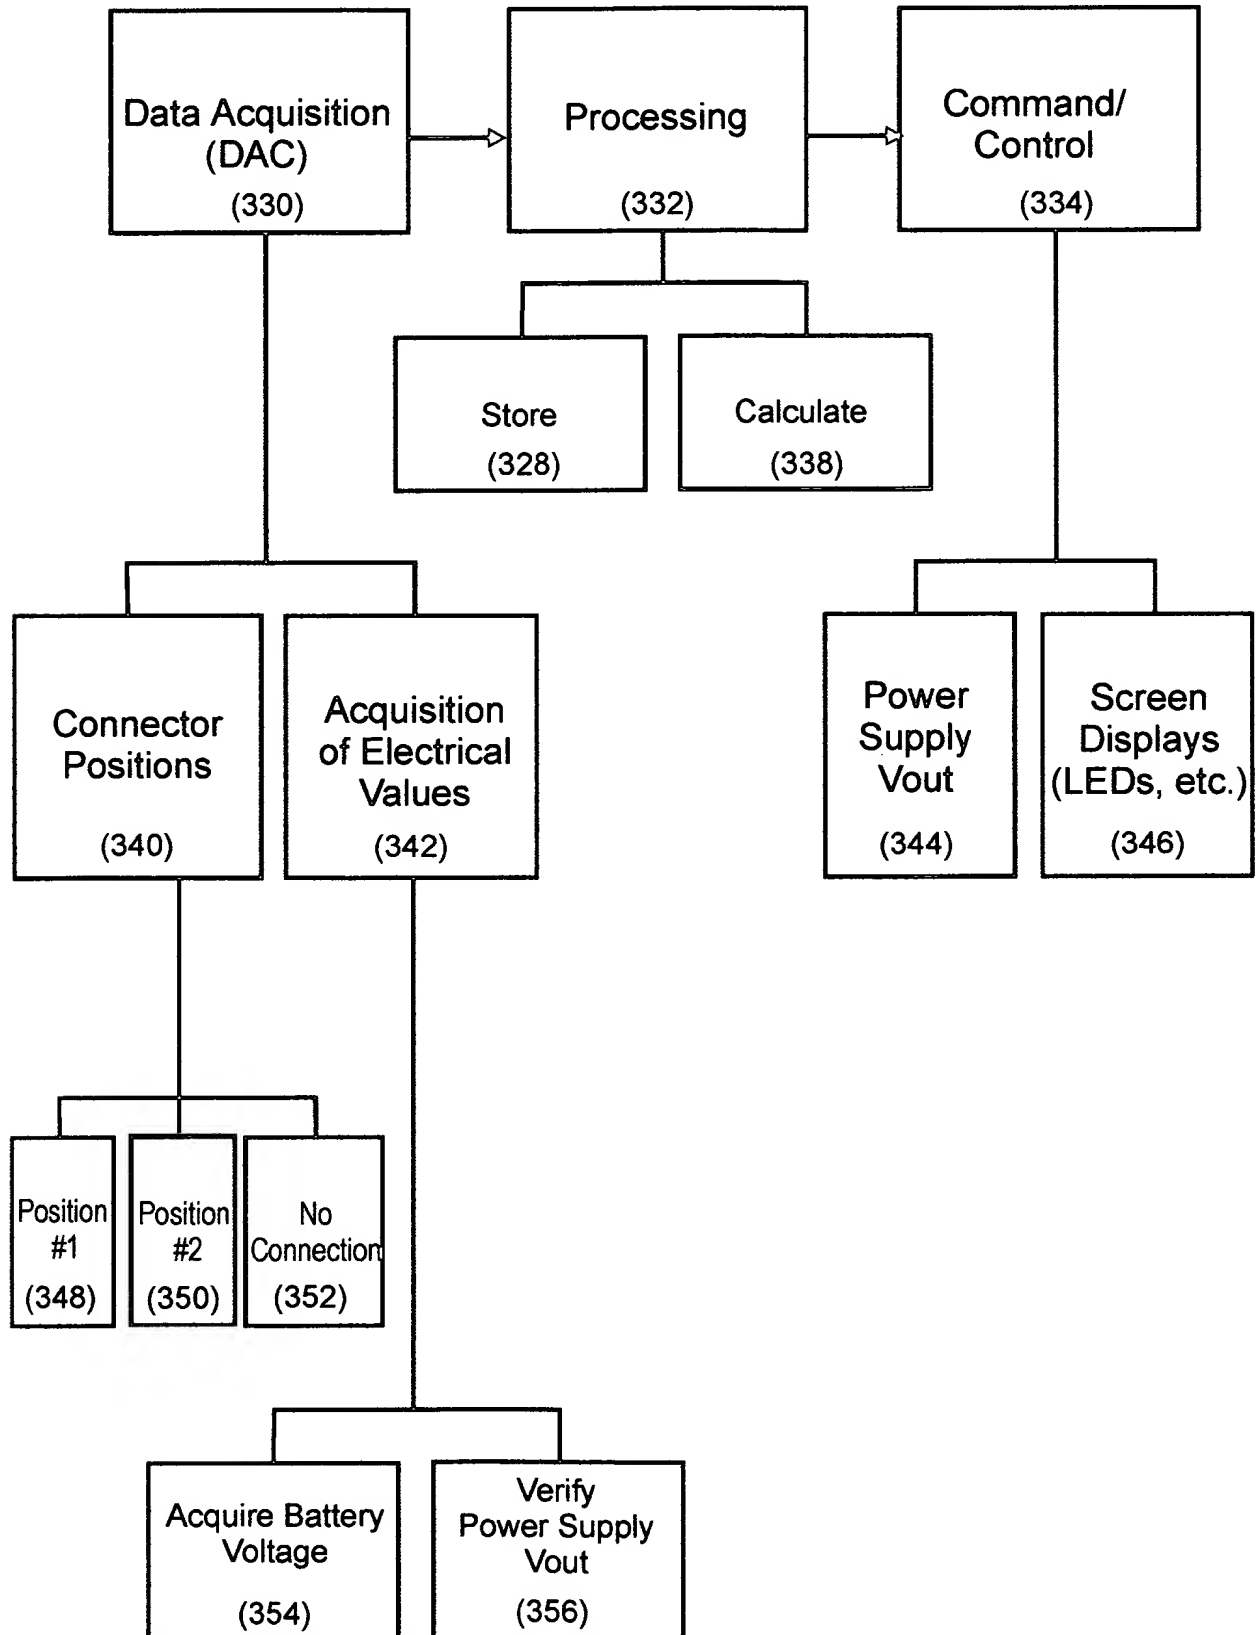 Data Acquisition
(DAC)
(330)
Processing
(332)
Command/
Control
(334)
Store
(328)
Calculate
(338)
Connector
Positions
(340)
Acquisition
of Electrical
Values
(342)
Power
Supply
Vout
(344)
Screen
Displays
(LEDs, etc.)
(346)
Position
#1
(348)
Position
#2
(350)
No
Connection
(352)
Acquire Battery
Voltage
(354)
Verify
Power Supply
Vout
(356)